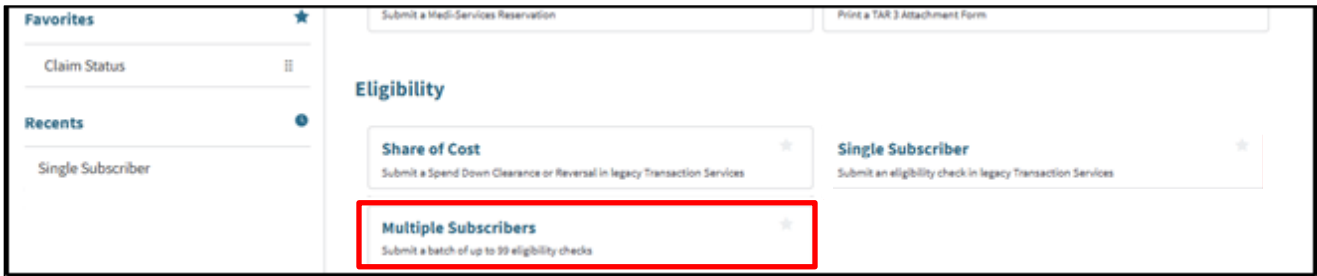 Favorites
Claim Status
Recents
Single Subscriber
Submit a Medi-Services Reservation
Print a TAR 3 Attachment Form
Eligibility
Share of Cost
Submit a Spend Down Clearance or Reversal in legacy Transaction Services
Single Subscriber
Submit an eligibility check in legacy Transaction Services
Multiple Subscribers
Submit a batch of up to 99 eligibility checks